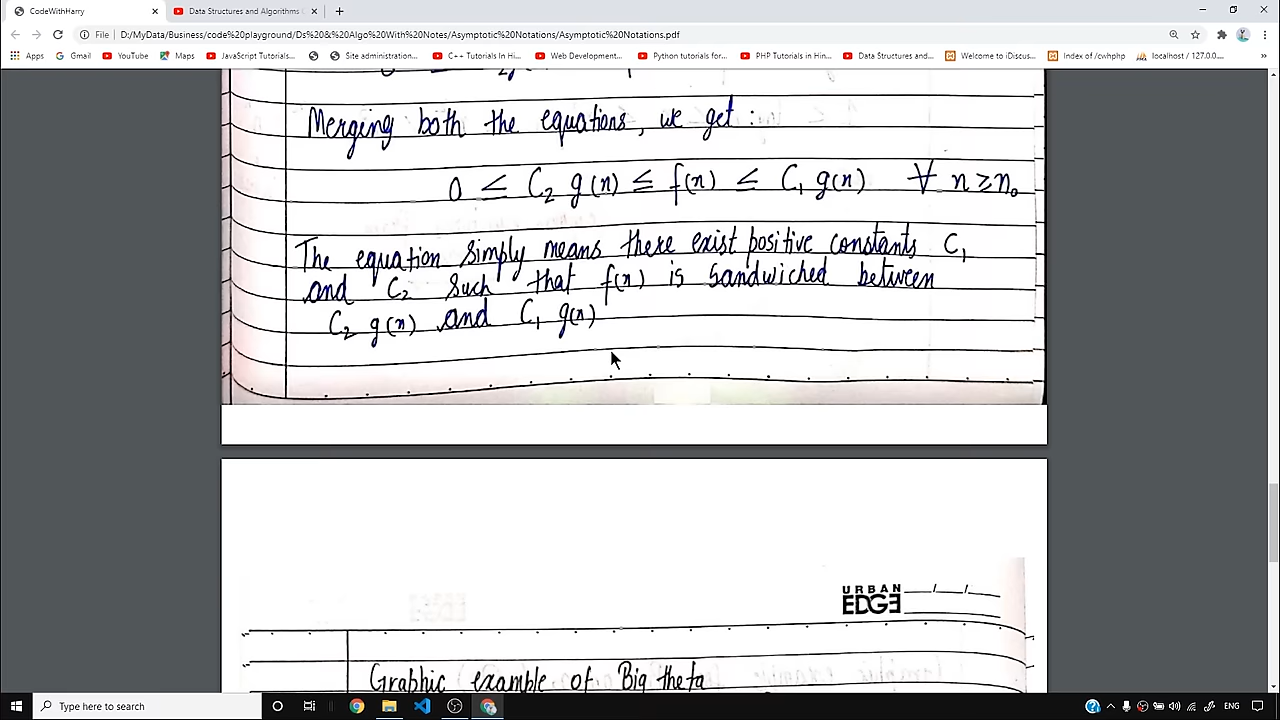 CodeWithHarry
Data Structures and Algorithms
File
D:/MyData/Business/code%20playground/Ds%20&%20Algo%20With%20Notes/Asymptotic%20Notations/Asymptotic%20Notations.pdf
Apps
Gmail
YouTube
Maps
JavaScript Tutorials...
Site administration...
C++ Tutorials In Hi...
Web Development...
Python tutorials for...
PHP Tutorials in Hin...
Data Structures and...
Welcome to iDiscus...
Index of /cwhphp
localhost / 127.0.0...
Merging both the equations, we get :
0 ≤ C₂ g(n) ≤ f(n) ≤ C₁ g(n) ∀ n ≥ n₀
The equation simply means there exist positive constants C₁
and C₂ such that f(n) is sandwiched between
C₂ g(n) and C₁ g(n)
URBAN
EDGE
Graphic example of Big theta
Type here to search
ENG